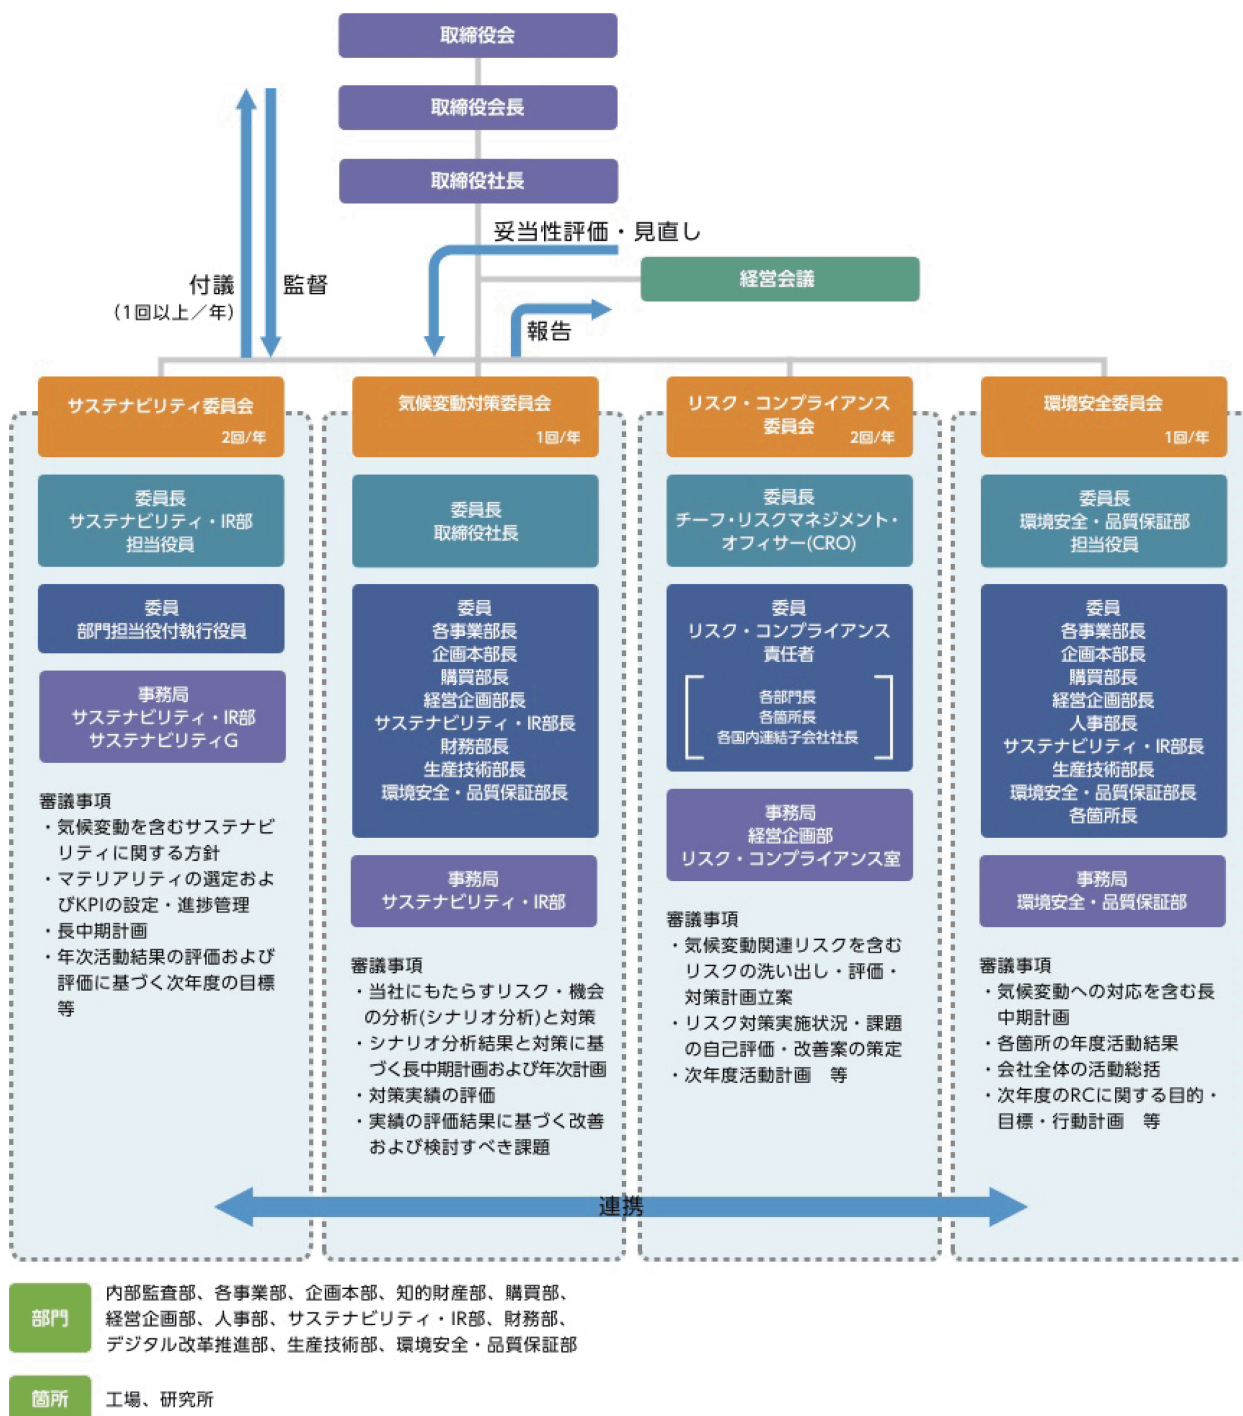 取締役会
取締役会長
取締役社長
妥当性評価・見直し
経営会議
付議
(1回以上／年)
監督
報告
サステナビリティ委員会
2回/年
委員長
サステナビリティ・IR部
担当役員
委員
部門担当役付執行役員
事務局
サステナビリティ・IR部
サステナビリティG
審議事項
・気候変動を含むサステナビ
リティに関する方針
・マテリアリティの選定およ
びKPIの設定・進捗管理
・長中期計画
・年次活動結果の評価および
評価に基づく次年度の目標
等
気候変動対策委員会
1回/年
委員長
取締役社長
委員
各事業部長
企画本部長
購買部長
経営企画部長
サステナビリティ・IR部長
財務部長
生産技術部長
環境安全・品質保証部長
事務局
サステナビリティ・IR部
審議事項
・当社にもたらすリスク・機会
の分析(シナリオ分析)と対策
・シナリオ分析結果と対策に基
づく長中期計画および年次計画
・対策実績の評価
・実績の評価結果に基づく改善
および検討すべき課題
リスク・コンプライアンス
委員会
2回/年
委員長
チーフ・リスクマネジメント・
オフィサー(CRO)
委員
リスク・コンプライアンス
責任者
各部門長
各箇所長
各国内連結子会社社長
事務局
経営企画部
リスク・コンプライアンス室
審議事項
・気候変動関連リスクを含む
リスクの洗い出し・評価・
対策計画立案
・リスク対策実施状況・課題
の自己評価・改善案の策定
・次年度活動計画　等
環境安全委員会
1回/年
委員長
環境安全・品質保証部
担当役員
委員
各事業部長
企画本部長
購買部長
経営企画部長
人事部長
サステナビリティ・IR部長
生産技術部長
環境安全・品質保証部長
各箇所長
事務局
環境安全・品質保証部
審議事項
・気候変動への対応を含む長
中期計画
・各箇所の年度活動結果
・会社全体の活動総括
・次年度のRCに関する目的・
目標・行動計画　等
連携
部門
内部監査部、各事業部、企画本部、知的財産部、購買部、
経営企画部、人事部、サステナビリティ・IR部、財務部、
デジタル改革推進部、生産技術部、環境安全・品質保証部
箇所
工場、研究所